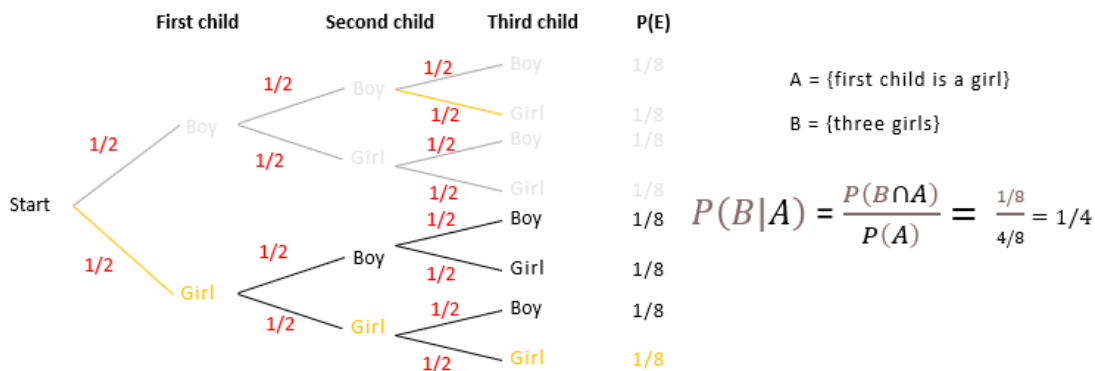 First child Second child Third child P(E)
1/2 Boy 1/8
1/2 Boy
1/2 Girl 1/8
1/2 Boy
1/2 Boy 1/8
1/2 Girl
1/2 Girl 1/8
Start
1/2 Boy 1/8
1/2 Boy
1/2 Girl 1/8
1/2 Girl
1/2 Boy 1/8
1/2 Girl
1/2 Girl 1/8
A = {first child is a girl}
B = {three girls}
P(B|A) = P(B∩A) / P(A) = 1/8 / 4/8 = 1/4